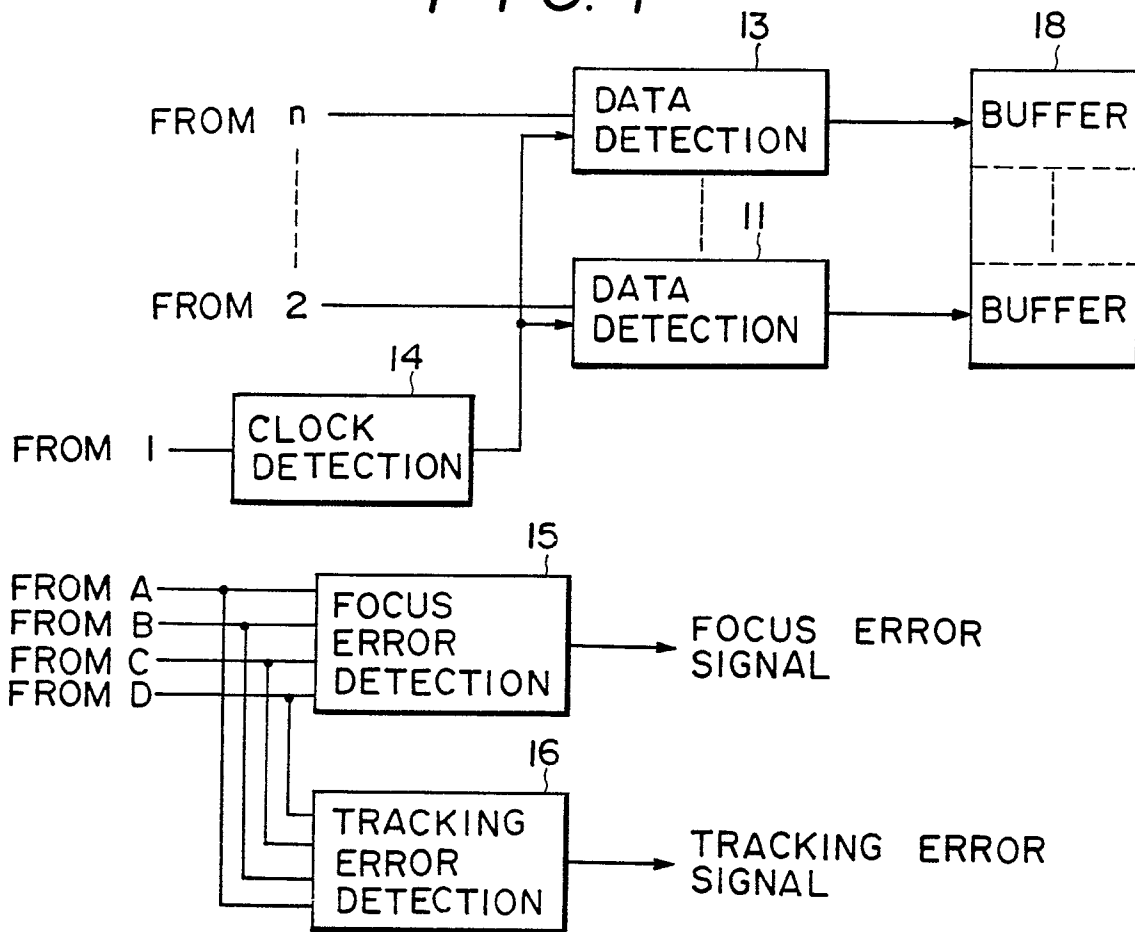 13
18
FROM n
DATA
DETECTION
BUFFER
11
FROM 2
DATA
DETECTION
BUFFER
14
FROM 1
CLOCK
DETECTION
15
FROM A
FROM B
FROM C
FROM D
FOCUS
ERROR
DETECTION
FOCUS ERROR
SIGNAL
16
TRACKING
ERROR
DETECTION
TRACKING ERROR
SIGNAL